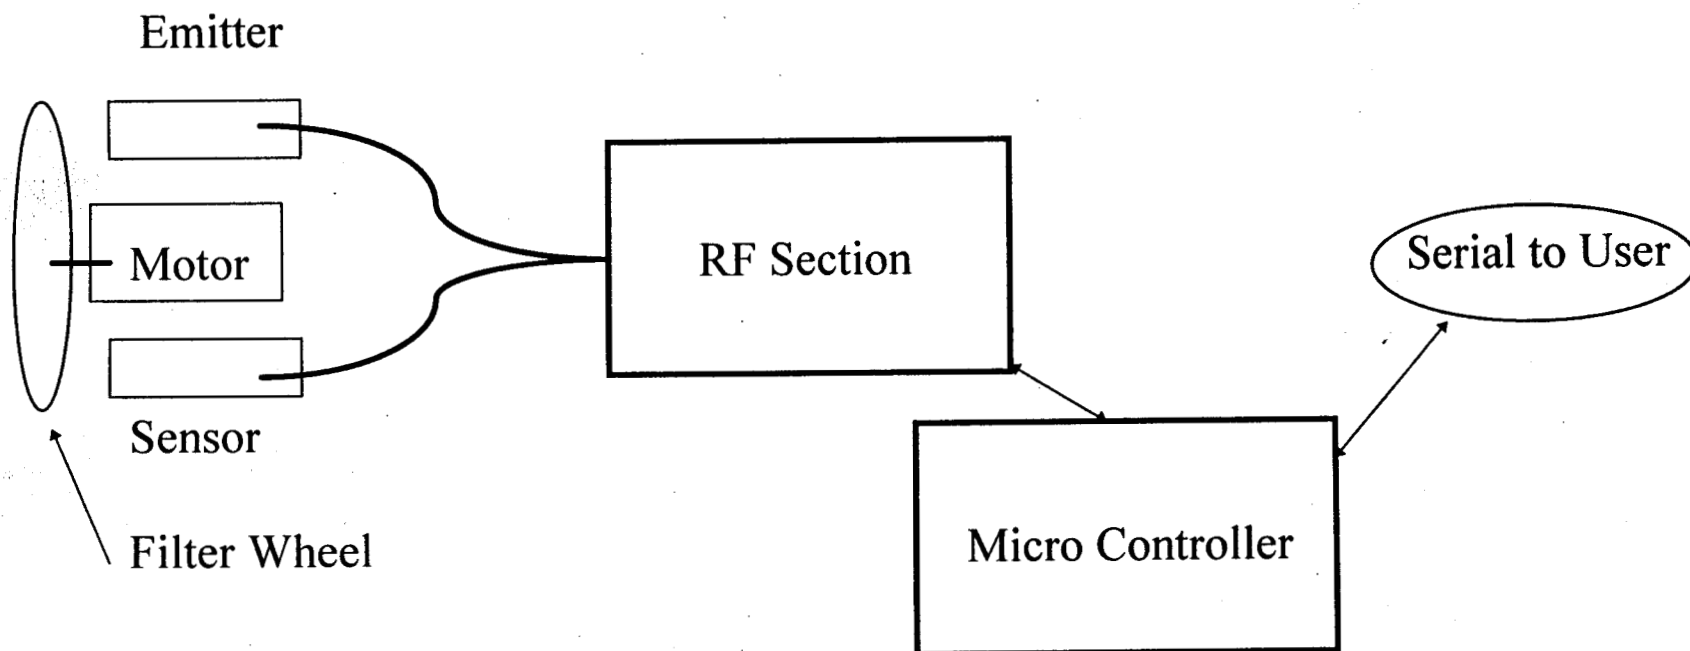 Emitter
Motor
RF Section
Serial to User
Sensor
Filter Wheel
Micro Controller